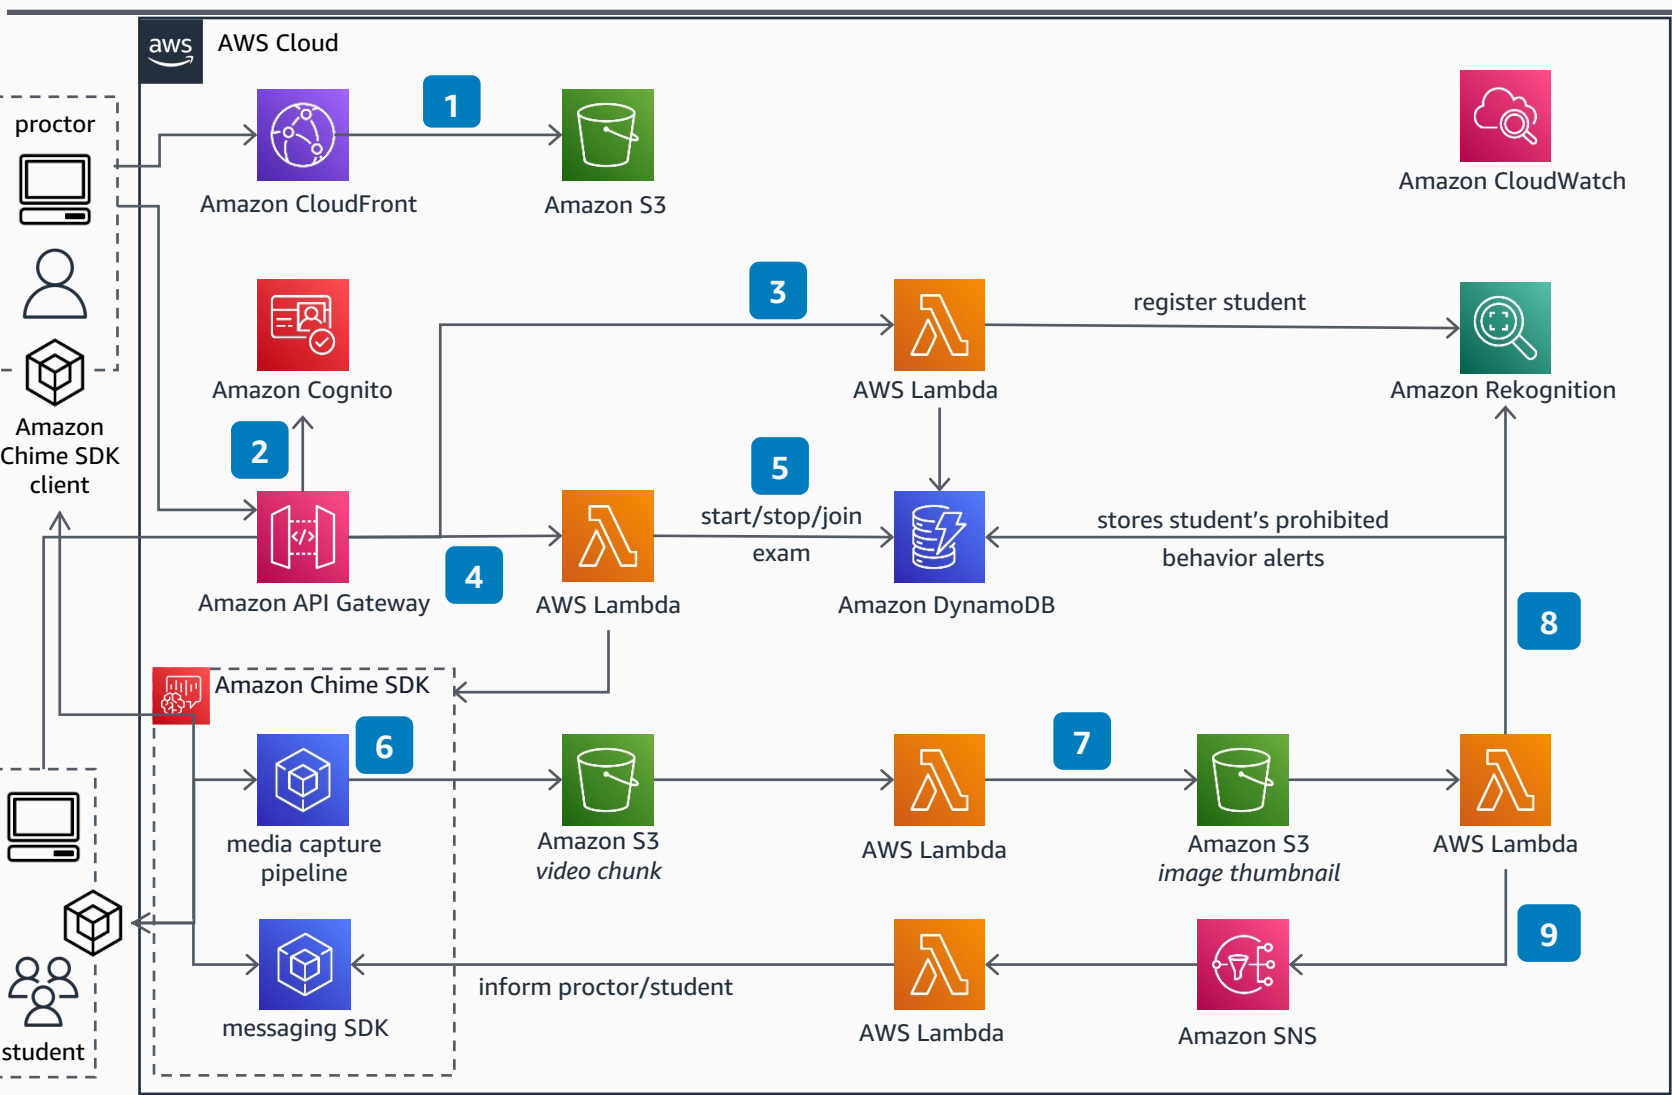 aws
AWS Cloud
1
proctor
Amazon CloudFront
Amazon S3
Amazon CloudWatch
3
register student
Amazon Cognito
AWS Lambda
Amazon Rekognition
Amazon
Chime SDK
client
2
5
start/stop/join
exam
stores student's prohibited
behavior alerts
</>
4
Amazon API Gateway
AWS Lambda
Amazon DynamoDB
8
Amazon Chime SDK
6
7
media capture
pipeline
Amazon S3
video chunk
AWS Lambda
Amazon S3
image thumbnail
AWS Lambda
9
inform proctor/student
messaging SDK
AWS Lambda
Amazon SNS
student